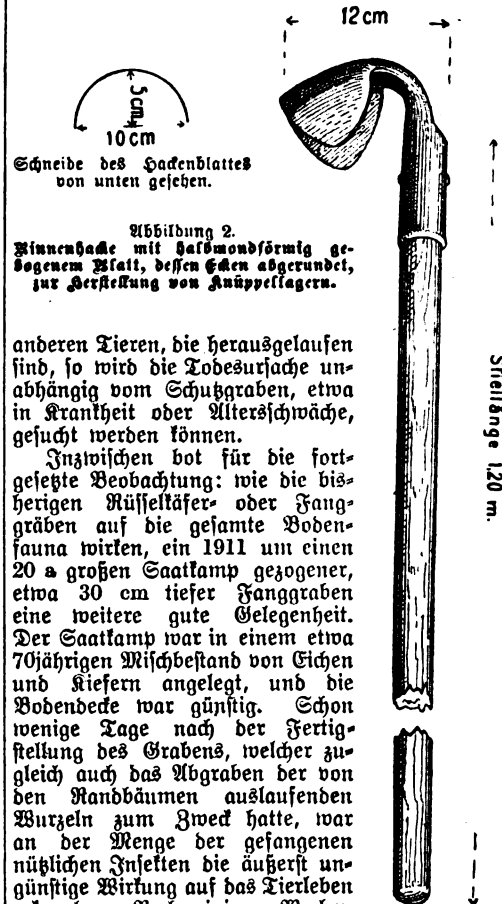 12 cm
5 cm
10 cm
Schneide des Hackenblattes
von unten gesehen.
Abbildung 2.
Rinnenhacke mit halbmondförmig ge-
bogenem Blatt, dessen Ecken abgerundet,
zur Herstellung von Knüppellagern.
Stiellänge 1,20 m.
anderen Tieren, die herausgelaufen
sind, so wird die Todesursache un-
abhängig vom Schutzgraben, etwa
in Krankheit oder Altersschwäche,
gesucht werden können.
Inzwischen bot für die fort-
gesetzte Beobachtung: wie die bis-
herigen Rüsselkäfer- oder Fang-
gräben auf die gesamte Boden-
fauna wirken, ein 1911 um einen
20 a großen Saatkamp gezogener,
etwa 30 cm tiefer Fanggraben
eine weitere gute Gelegenheit.
Der Saatkamp war in einem etwa
70jährigen Mischbestand von Eichen
und Kiefern angelegt, und die
Bodendecke war günstig. Schon
wenige Tage nach der Fertig-
stellung des Grabens, welcher zu-
gleich auch das Abgraben der von
den Randbäumen auslaufenden
Wurzeln zum Zweck hatte, war
an der Menge der gefangenen
nützlichen Insekten die äußerst un-
günstige Wirkung auf das Tierleben